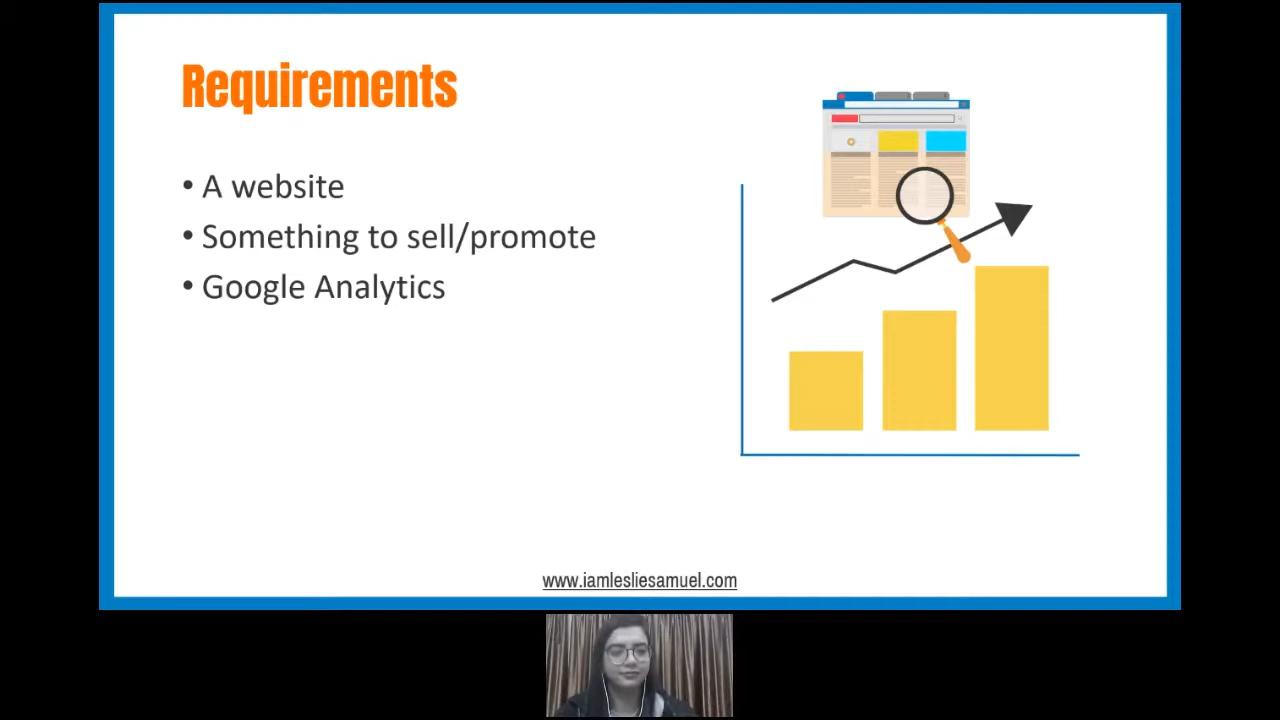 Requirements
• A website
• Something to sell/promote
• Google Analytics
www.iamlesliesamuel.com